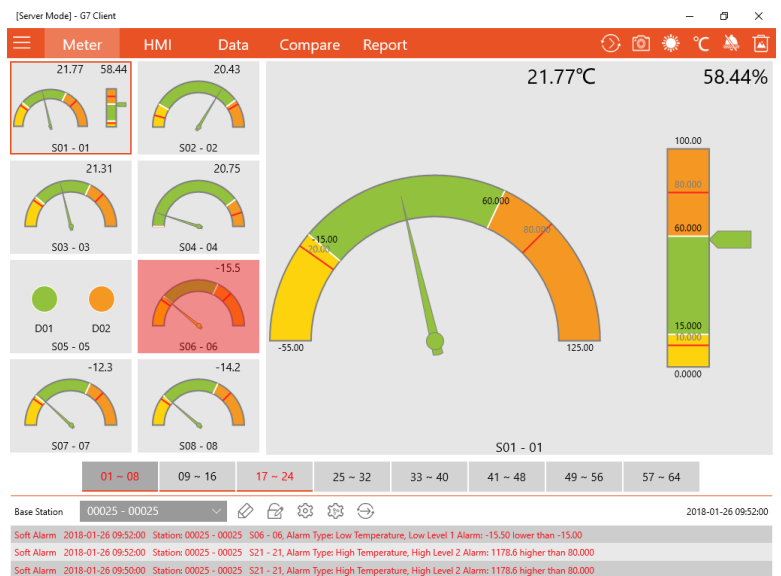 [Server Mode] - G7 Client
Meter HMI Data Compare Report °C
21.77 58.44
S01 - 01
20.43
S02 - 02
21.31
S03 - 03
20.75
S04 - 04
D01 D02
S05 - 05
-15.5
S06 - 06
-12.3
S07 - 07
-14.2
S08 - 08
21.77℃ 58.44%
-55.00
-20.00
-15.00
60.000
80.000
125.00
100.00
80.000
60.000
15.000
10.000
0.0000
S01 - 01
01 ~ 08 09 ~ 16 17 ~ 24 25 ~ 32 33 ~ 40 41 ~ 48 49 ~ 56 57 ~ 64
Base Station 00025 - 00025 2018-01-26 09:52:00
Soft Alarm 2018-01-26 09:52:00 Station: 00025 - 00025 S06 - 06, Alarm Type: Low Temperature, Low Level 1 Alarm: -15.50 lower than -15.00
Soft Alarm 2018-01-26 09:52:00 Station: 00025 - 00025 S21 - 21, Alarm Type: High Temperature, High Level 2 Alarm: 1178.6 higher than 80.000
Soft Alarm 2018-01-26 09:50:00 Station: 00025 - 00025 S21 - 21, Alarm Type: High Temperature, High Level 2 Alarm: 1178.6 higher than 80.000